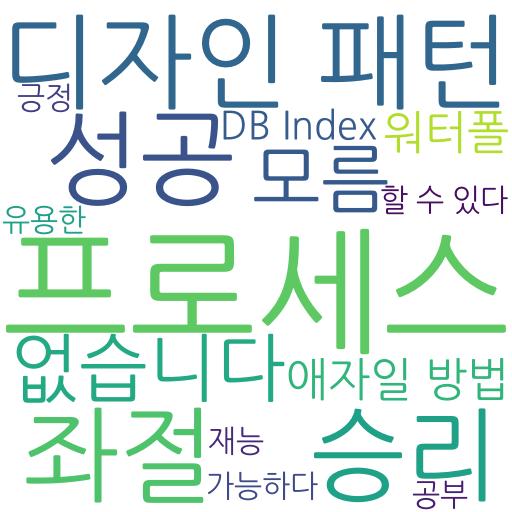 디자인 패턴
긍정
성공
DB Index
워터폴
모름
할 수 있다
유용한
프로세스
없습니다
애자일 방법
좌절
재능
승리
가능하다
공부